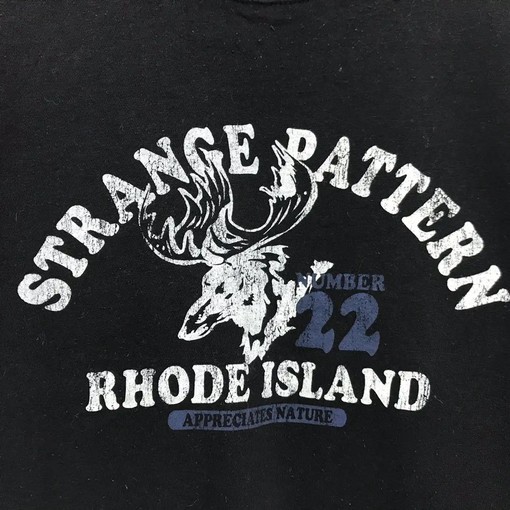 STRANGE PATTERN
NUMBER
22
RHODE ISLAND
APPRECIATES NATURE